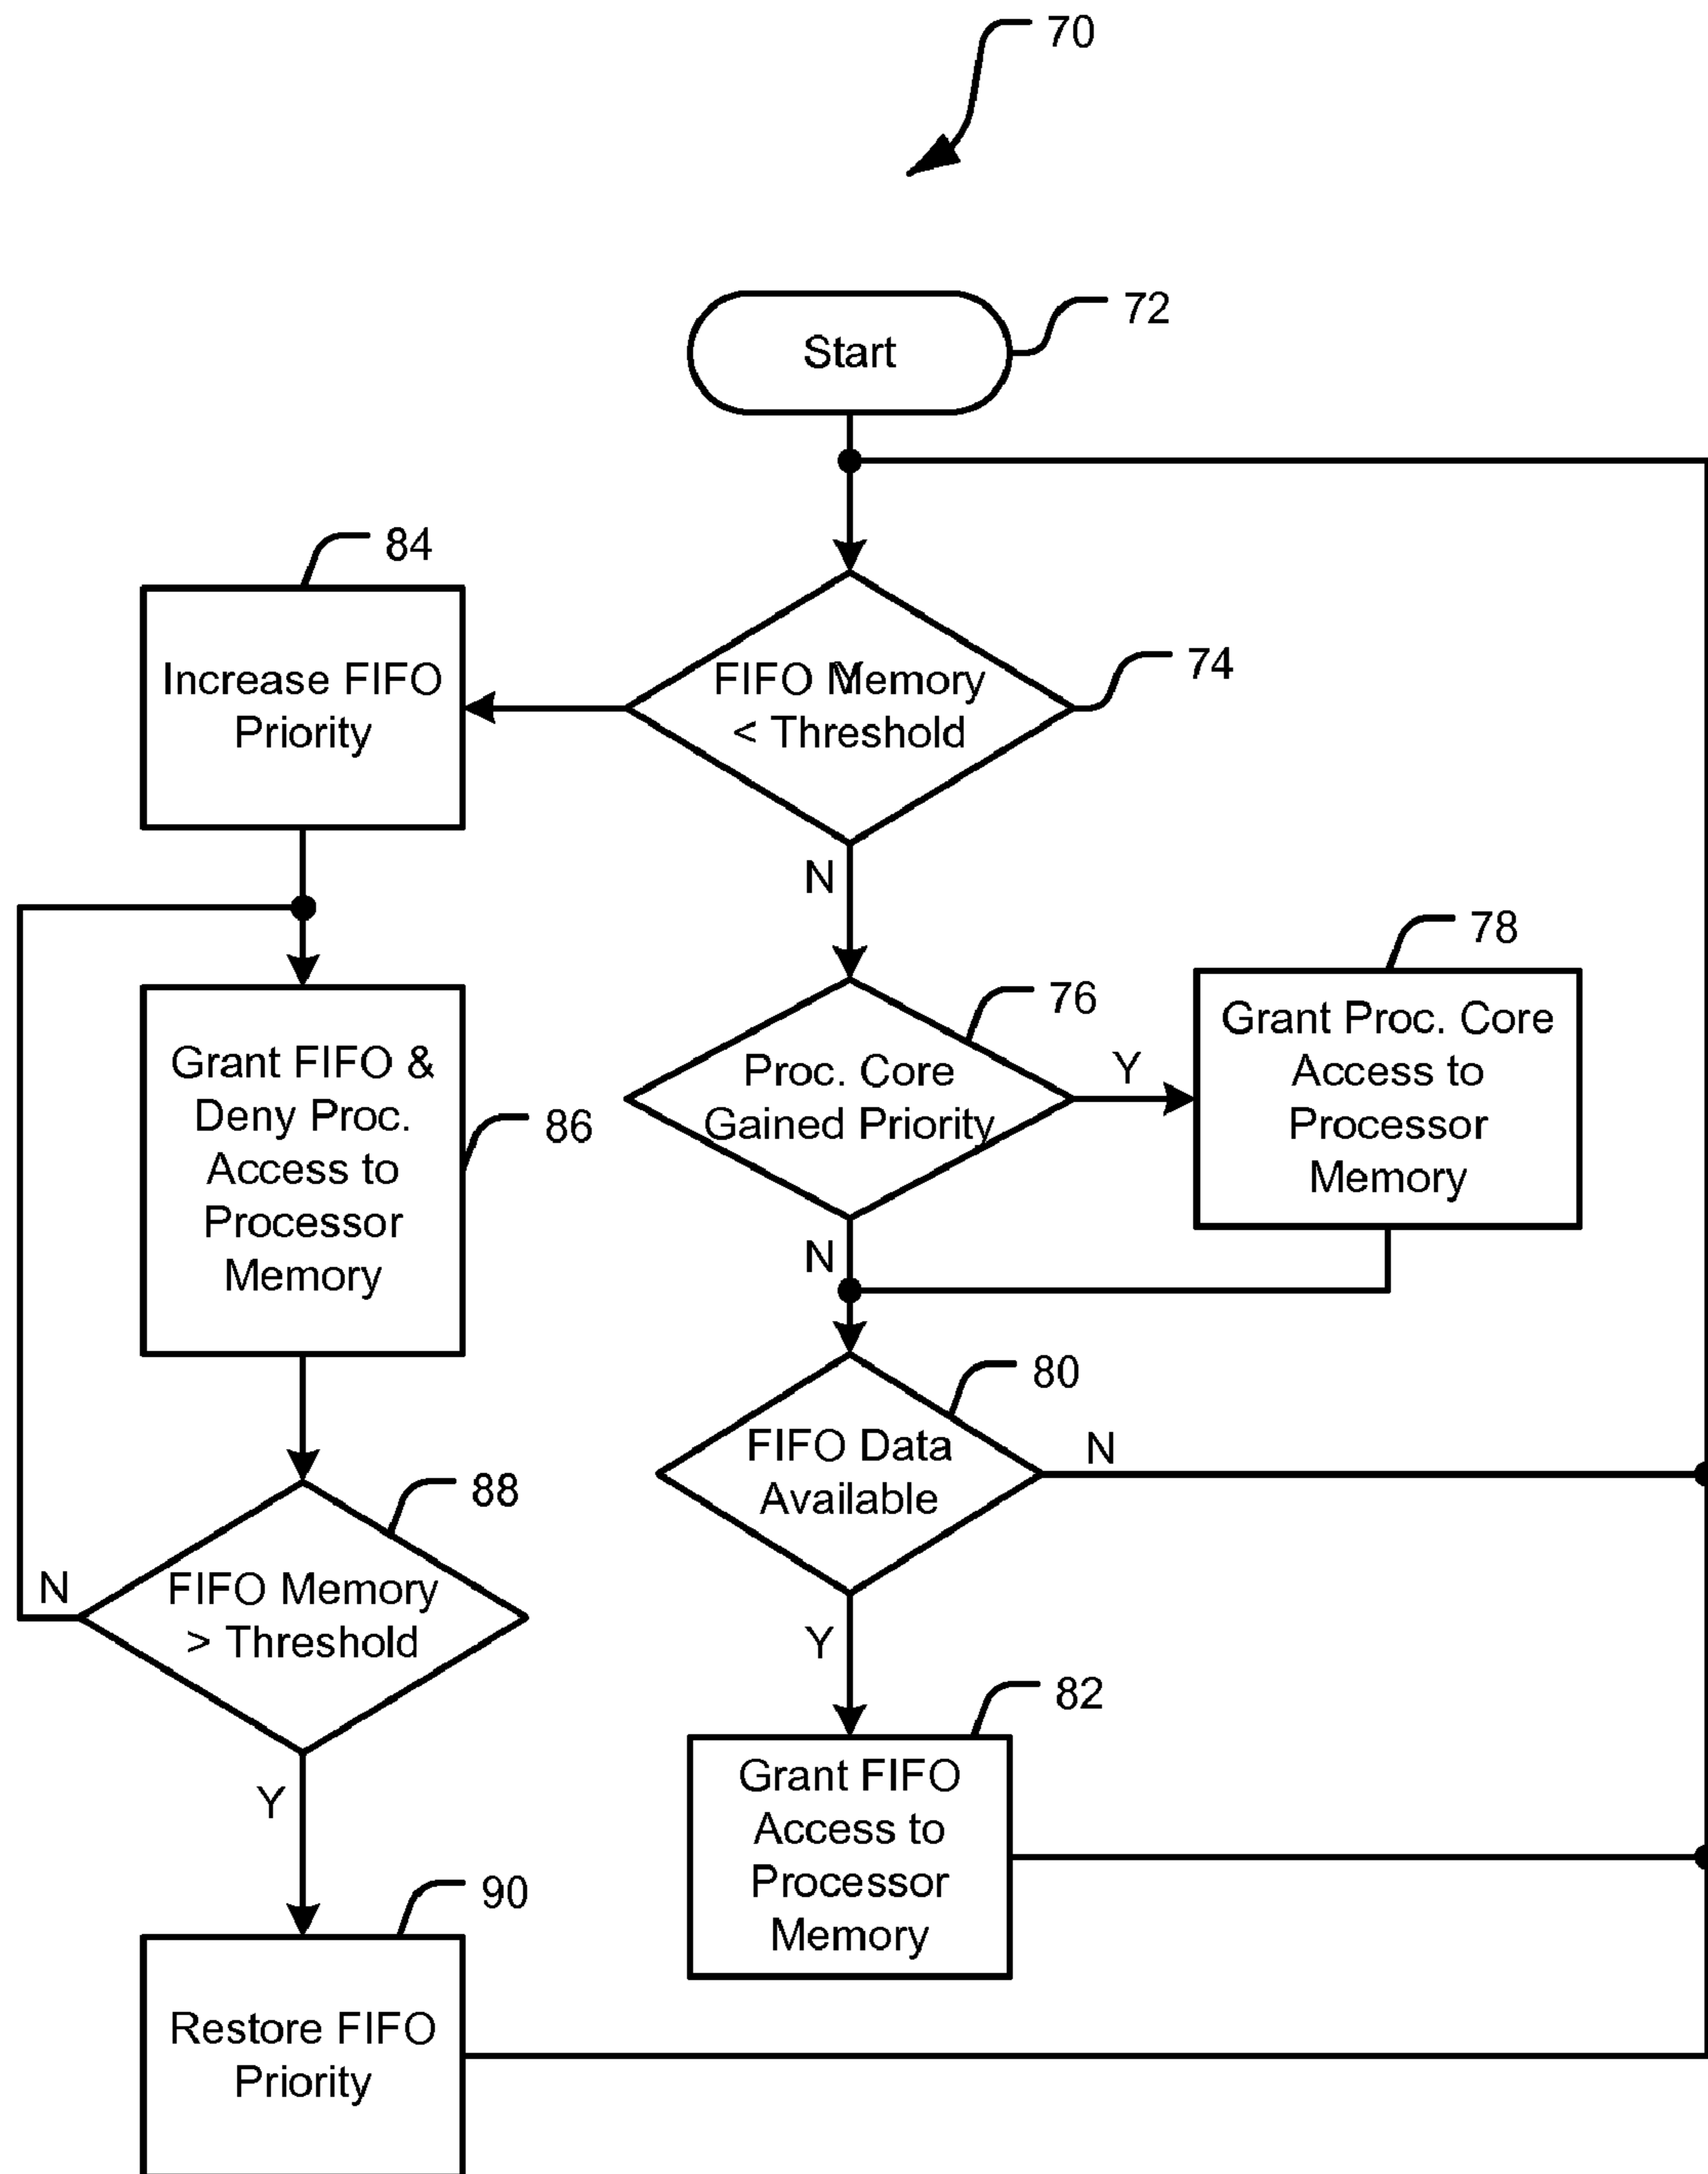 70
72
Start
84
Increase FIFO
Priority
74
FIFO Memory
< Threshold
Y
N
78
Grant Proc. Core
Access to
Processor
Memory
76
Proc. Core
Gained Priority
Y
N
86
Grant FIFO &
Deny Proc.
Access to
Processor
Memory
80
FIFO Data
Available
N
Y
88
FIFO Memory
> Threshold
N
Y
82
Grant FIFO
Access to
Processor
Memory
90
Restore FIFO
Priority